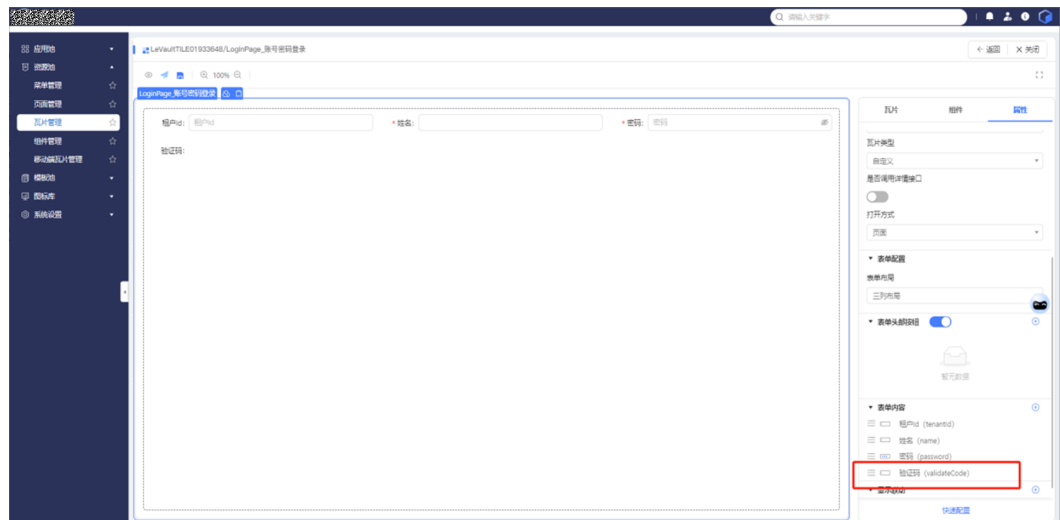 请输入关键字
应用池
资源池
菜单管理
页面管理
瓦片管理
组件管理
移动端瓦片管理
模板池
图标库
系统设置
LeVaultTILE01933648/LoginPage_账号密码登录
返回
关闭
100%
LoginPage_账号密码登录
租户id: 租户id
* 姓名:
* 密码: 密码
验证码:
瓦片 组件 属性
瓦片类型
自定义
是否调用详情接口
打开方式
页面
表单配置
表单布局
三列布局
表单头部按钮
暂无数据
表单内容
租户id (tenantid)
姓名 (name)
密码 (password)
验证码 (validateCode)
显示联动
快速配置